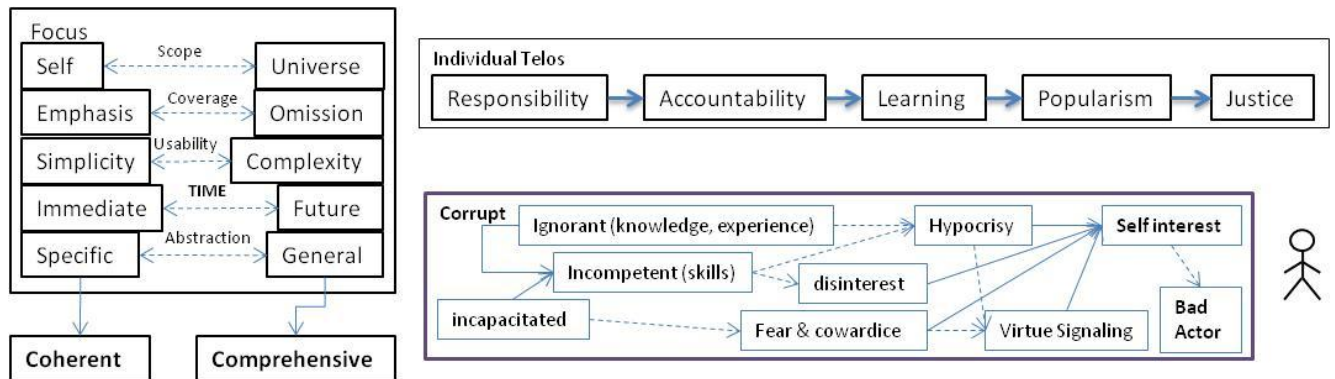 Focus
Self
Scope
Universe
Emphasis
Coverage
Omission
Simplicity
Usability
Complexity
Immediate
TIME
Future
Specific
Abstraction
General
Coherent
Comprehensive
Individual Telos
Responsibility
Accountability
Learning
Popularism
Justice
Corrupt
Ignorant (knowledge, experience)
Hypocrisy
Self interest
Incompetent (skills)
disinterest
incapacitated
Fear & cowardice
Virtue Signaling
Bad
Actor